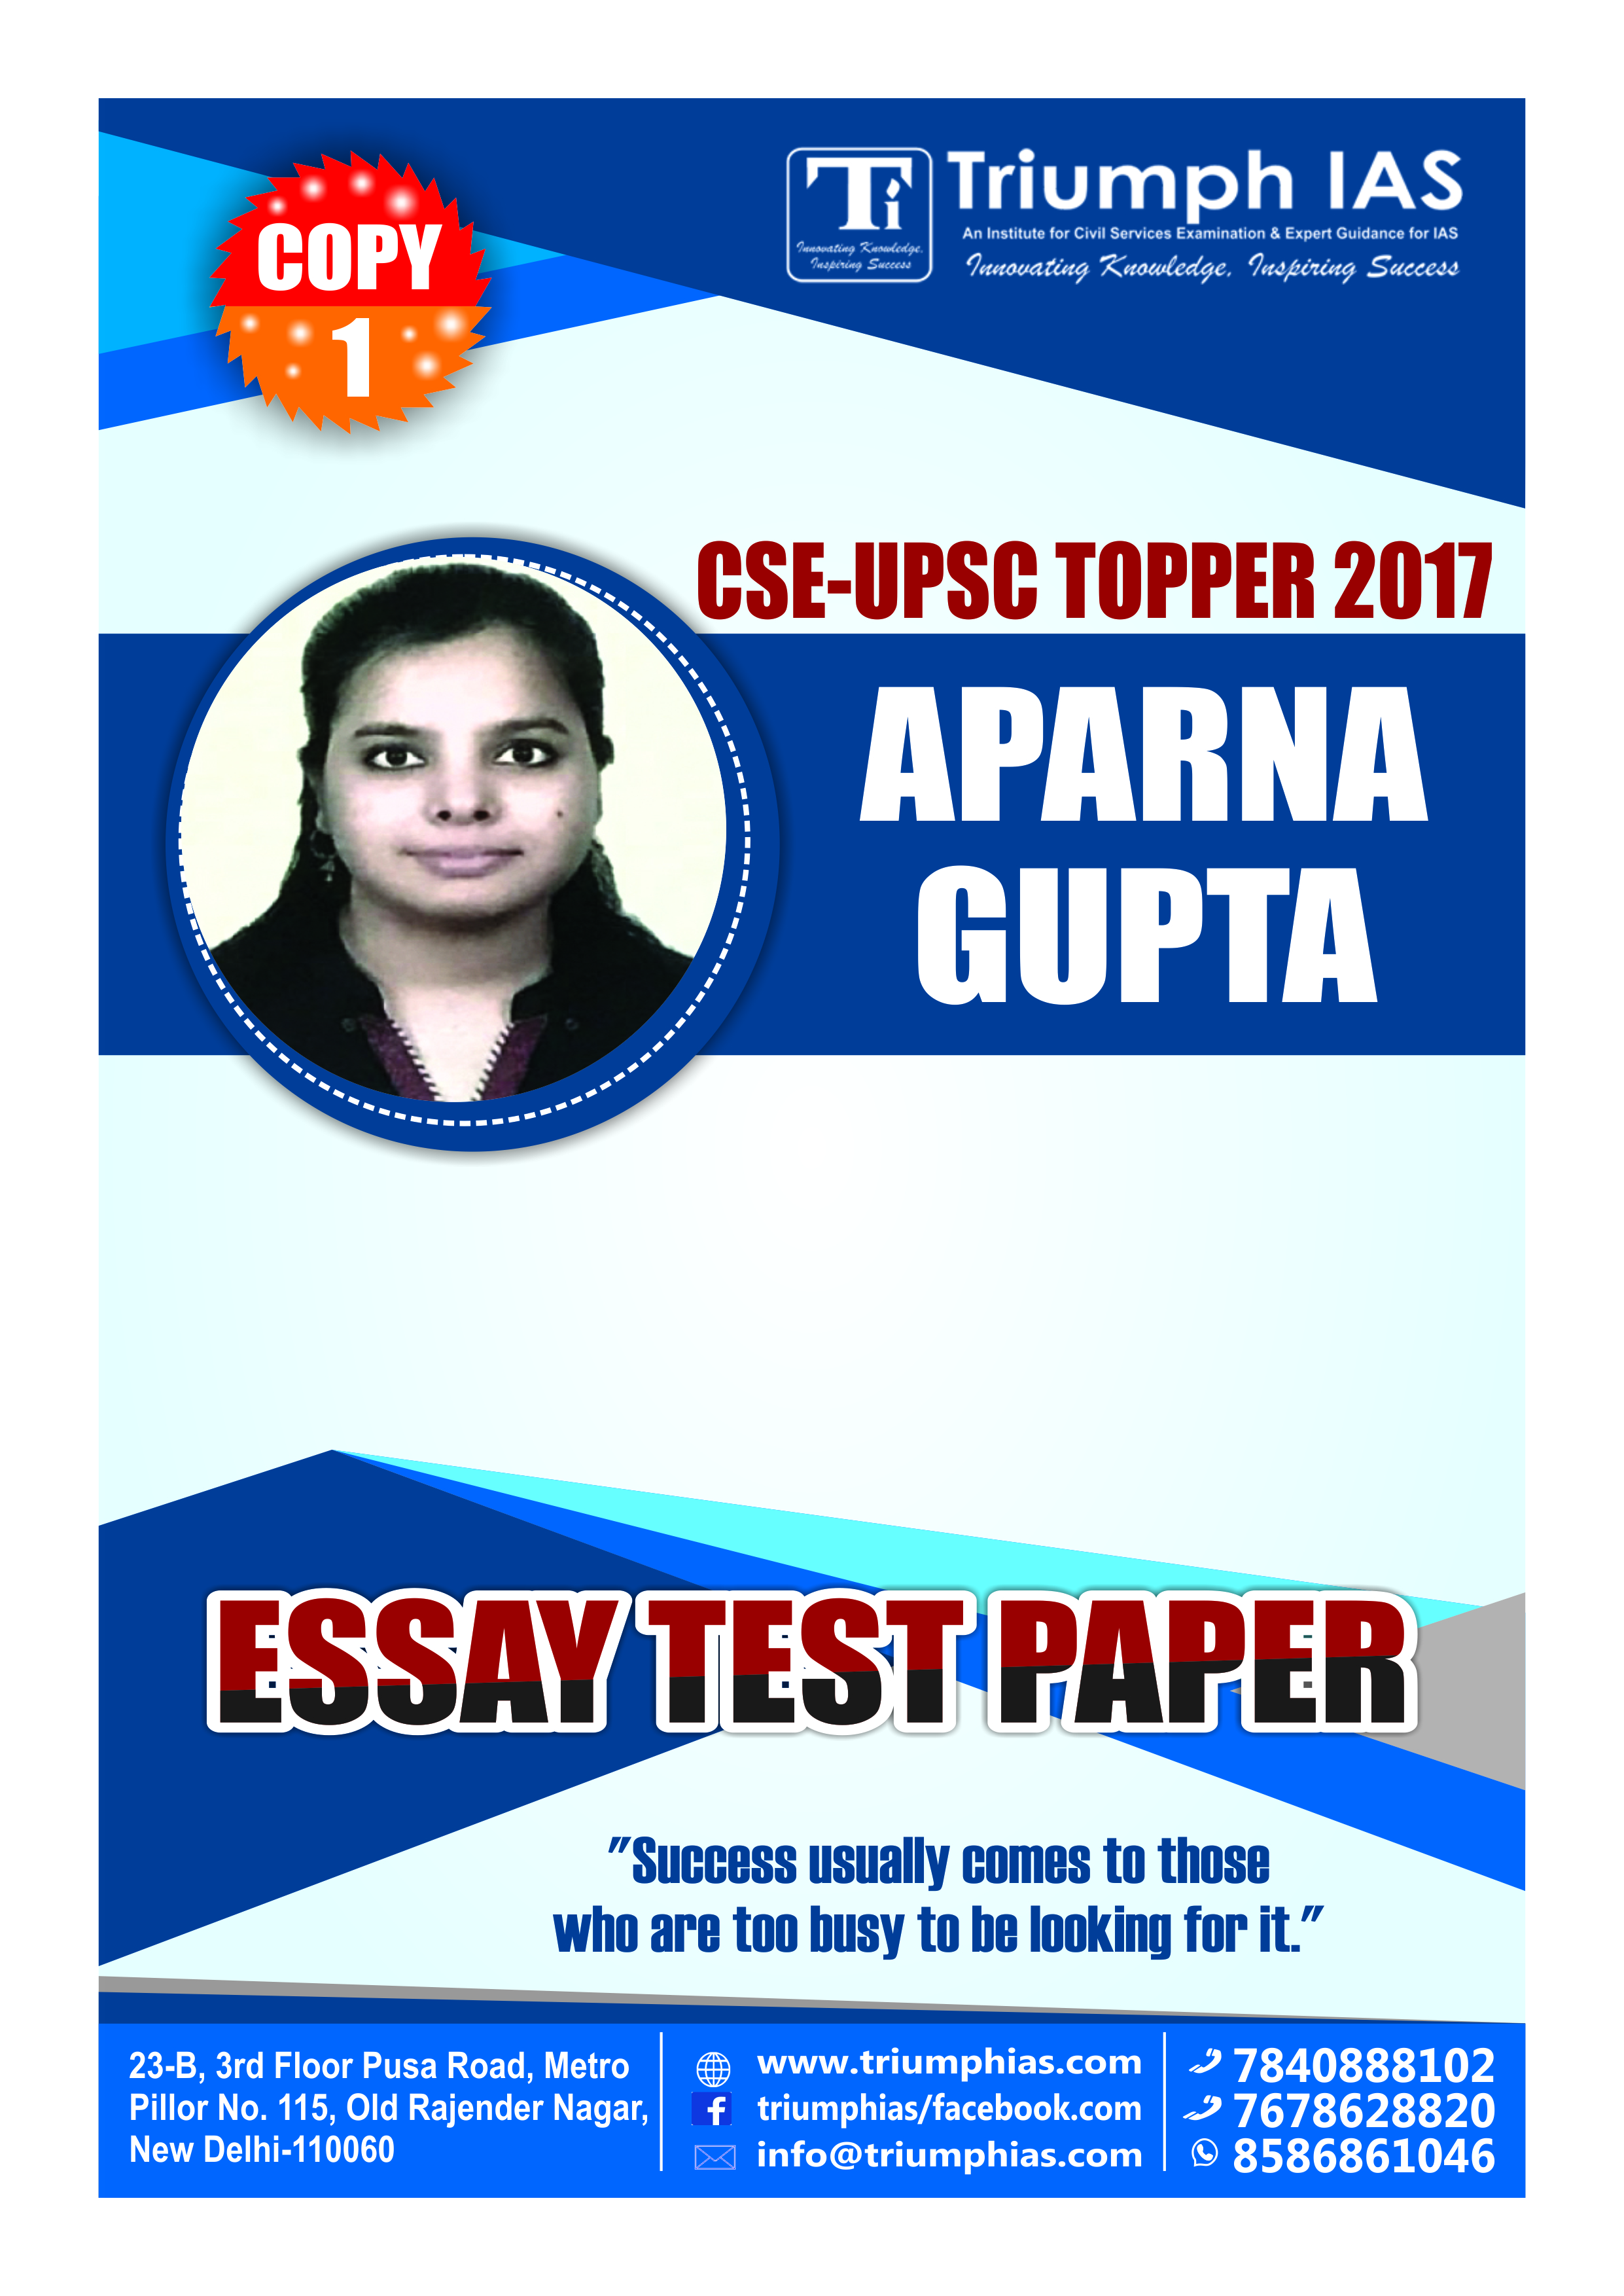 COPY
1
Ti
Innovating Knowledge,
Inspiring Success
Triumph IAS
An Institute for Civil Services Examination & Expert Guidance for IAS
Innovating Knowledge, Inspiring Success
CSE-UPSC TOPPER 2017
APARNA
GUPTA
ESSAY TEST PAPER
"Success usually comes to those
who are too busy to be looking for it."
23-B, 3rd Floor Pusa Road, Metro
Pillor No. 115, Old Rajender Nagar,
New Delhi-110060
www.triumphias.com
triumphias/facebook.com
info@triumphias.com
7840888102
7678628820
8586861046